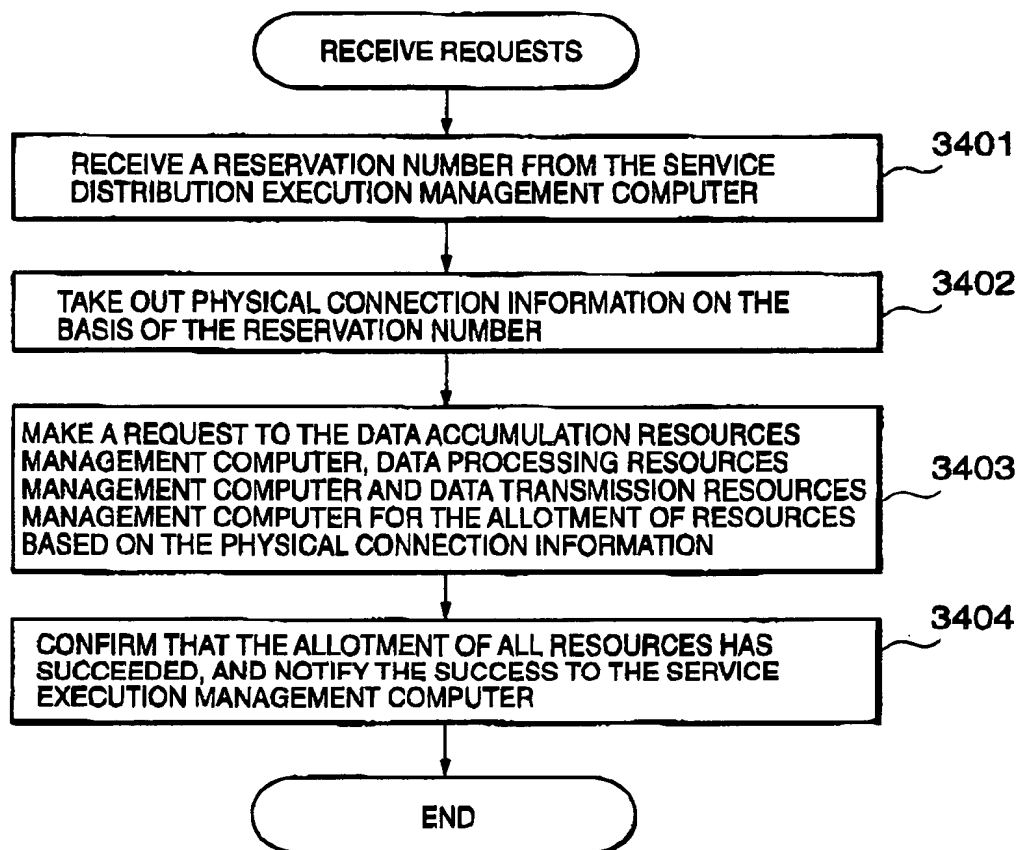 RECEIVE REQUESTS
RECEIVE A RESERVATION NUMBER FROM THE SERVICE
DISTRIBUTION EXECUTION MANAGEMENT COMPUTER
3401
TAKE OUT PHYSICAL CONNECTION INFORMATION ON THE
BASIS OF THE RESERVATION NUMBER
3402
MAKE A REQUEST TO THE DATA ACCUMULATION RESOURCES
MANAGEMENT COMPUTER, DATA PROCESSING RESOURCES
MANAGEMENT COMPUTER AND DATA TRANSMISSION RESOURCES
MANAGEMENT COMPUTER FOR THE ALLOTMENT OF RESOURCES
BASED ON THE PHYSICAL CONNECTION INFORMATION
3403
CONFIRM THAT THE ALLOTMENT OF ALL RESOURCES HAS
SUCCEEDED, AND NOTIFY THE SUCCESS TO THE SERVICE
EXECUTION MANAGEMENT COMPUTER
3404
END